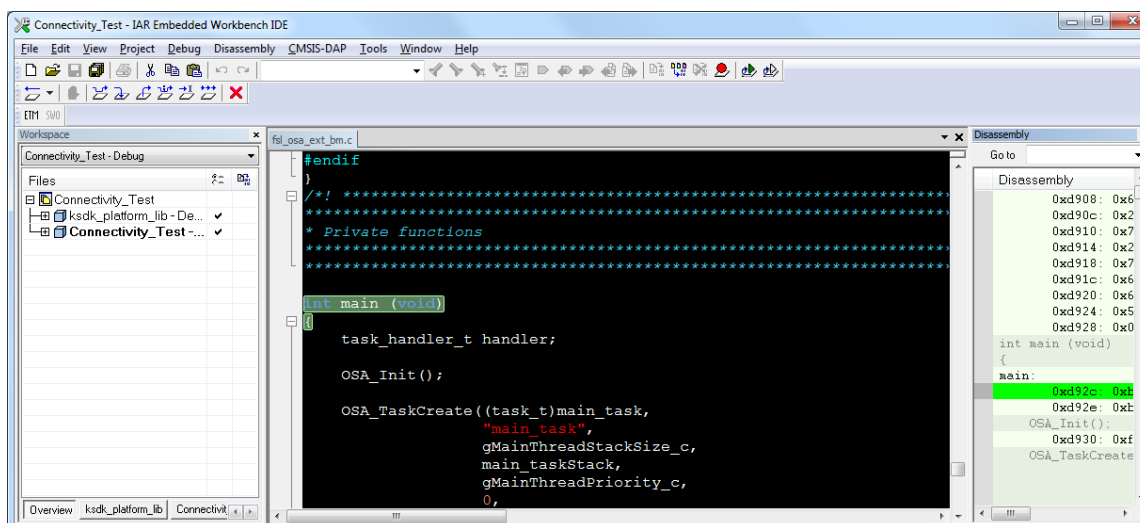 Connectivity_Test - IAR Embedded Workbench IDE
File Edit View Project Debug Disassembly CMSIS-DAP Tools Window Help
ETM SWO
Workspace
Connectivity_Test - Debug
Files
Connectivity_Test
ksdk_platform_lib - De...
Connectivity_Test -...
Overview ksdk_platform_lib Connectivit
fsl_osa_ext_bm.c
#endif
}
/*! *****************************************************************
*********************************************************************
* Private functions
*********************************************************************
*********************************************************************
int main (void)
{
task_handler_t handler;
OSA_Init();
OSA_TaskCreate((task_t)main_task,
"main_task",
gMainThreadStackSize_c,
main_taskStack,
gMainThreadPriority_c,
0,
Disassembly
Go to
Disassembly
0xd908: 0x6
0xd90c: 0x2
0xd910: 0x7
0xd914: 0x2
0xd918: 0x7
0xd91c: 0x6
0xd920: 0x6
0xd924: 0x5
0xd928: 0x0
int main (void)
{
main:
0xd92c: 0xb
0xd92e: 0xb
OSA_Init();
0xd930: 0xf
OSA_TaskCreate